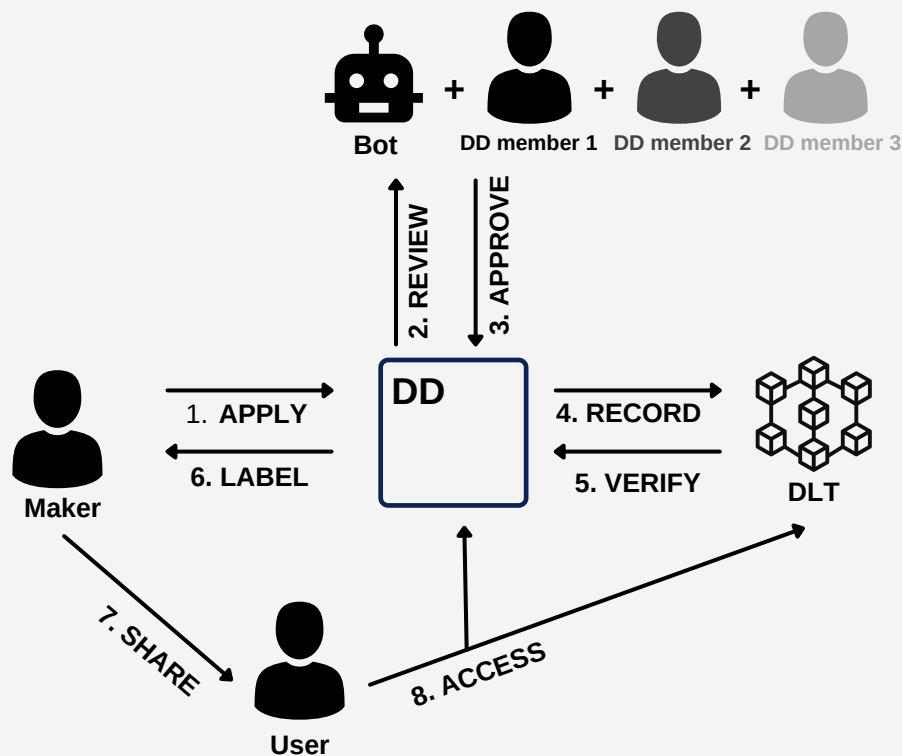 + + +
Bot DD member 1 DD member 2 DD member 3
2. REVIEW
3. APPROVE
DD
1. APPLY
4. RECORD
6. LABEL
5. VERIFY
DLT
Maker
7. SHARE
8. ACCESS
User